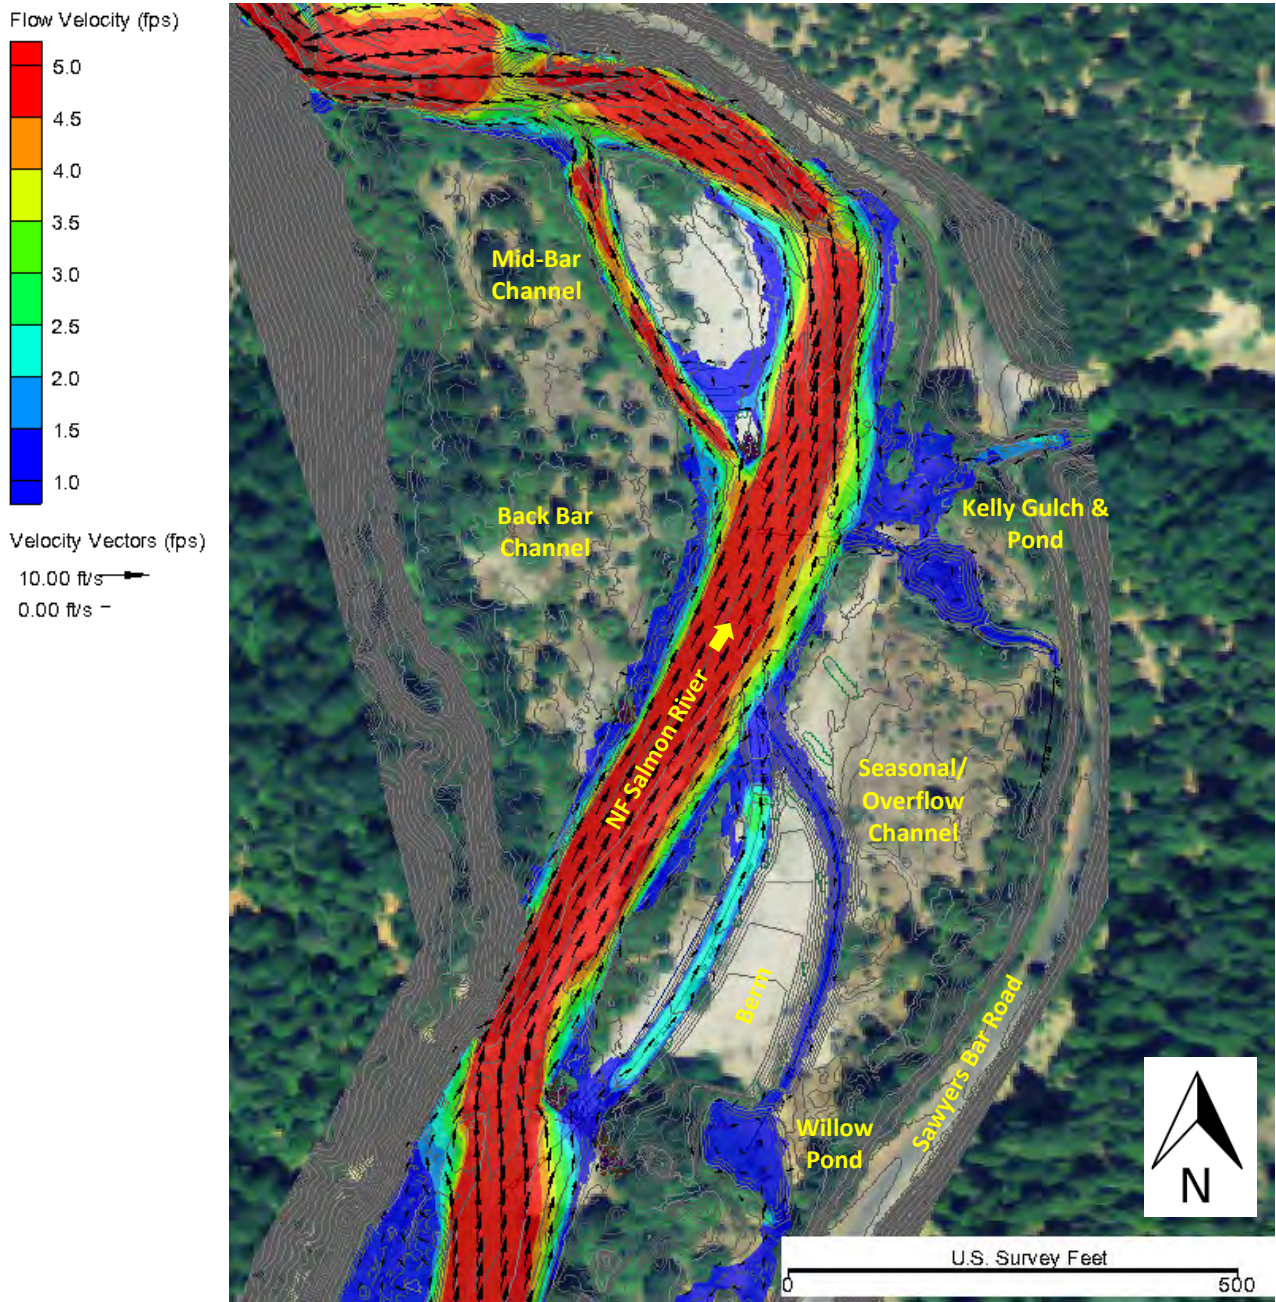 Flow Velocity (fps)
5.0
4.5
4.0
3.5
3.0
2.5
2.0
1.5
1.0
Velocity Vectors (fps)
10.00 ft/s
0.00 ft/s
Mid-Bar
Channel
Back Bar
Channel
Kelly Gulch &
Pond
NF Salmon River
Seasonal/
Overflow
Channel
Berm
Sawyers Bar Road
Willow
Pond
N
U.S. Survey Feet
0
500